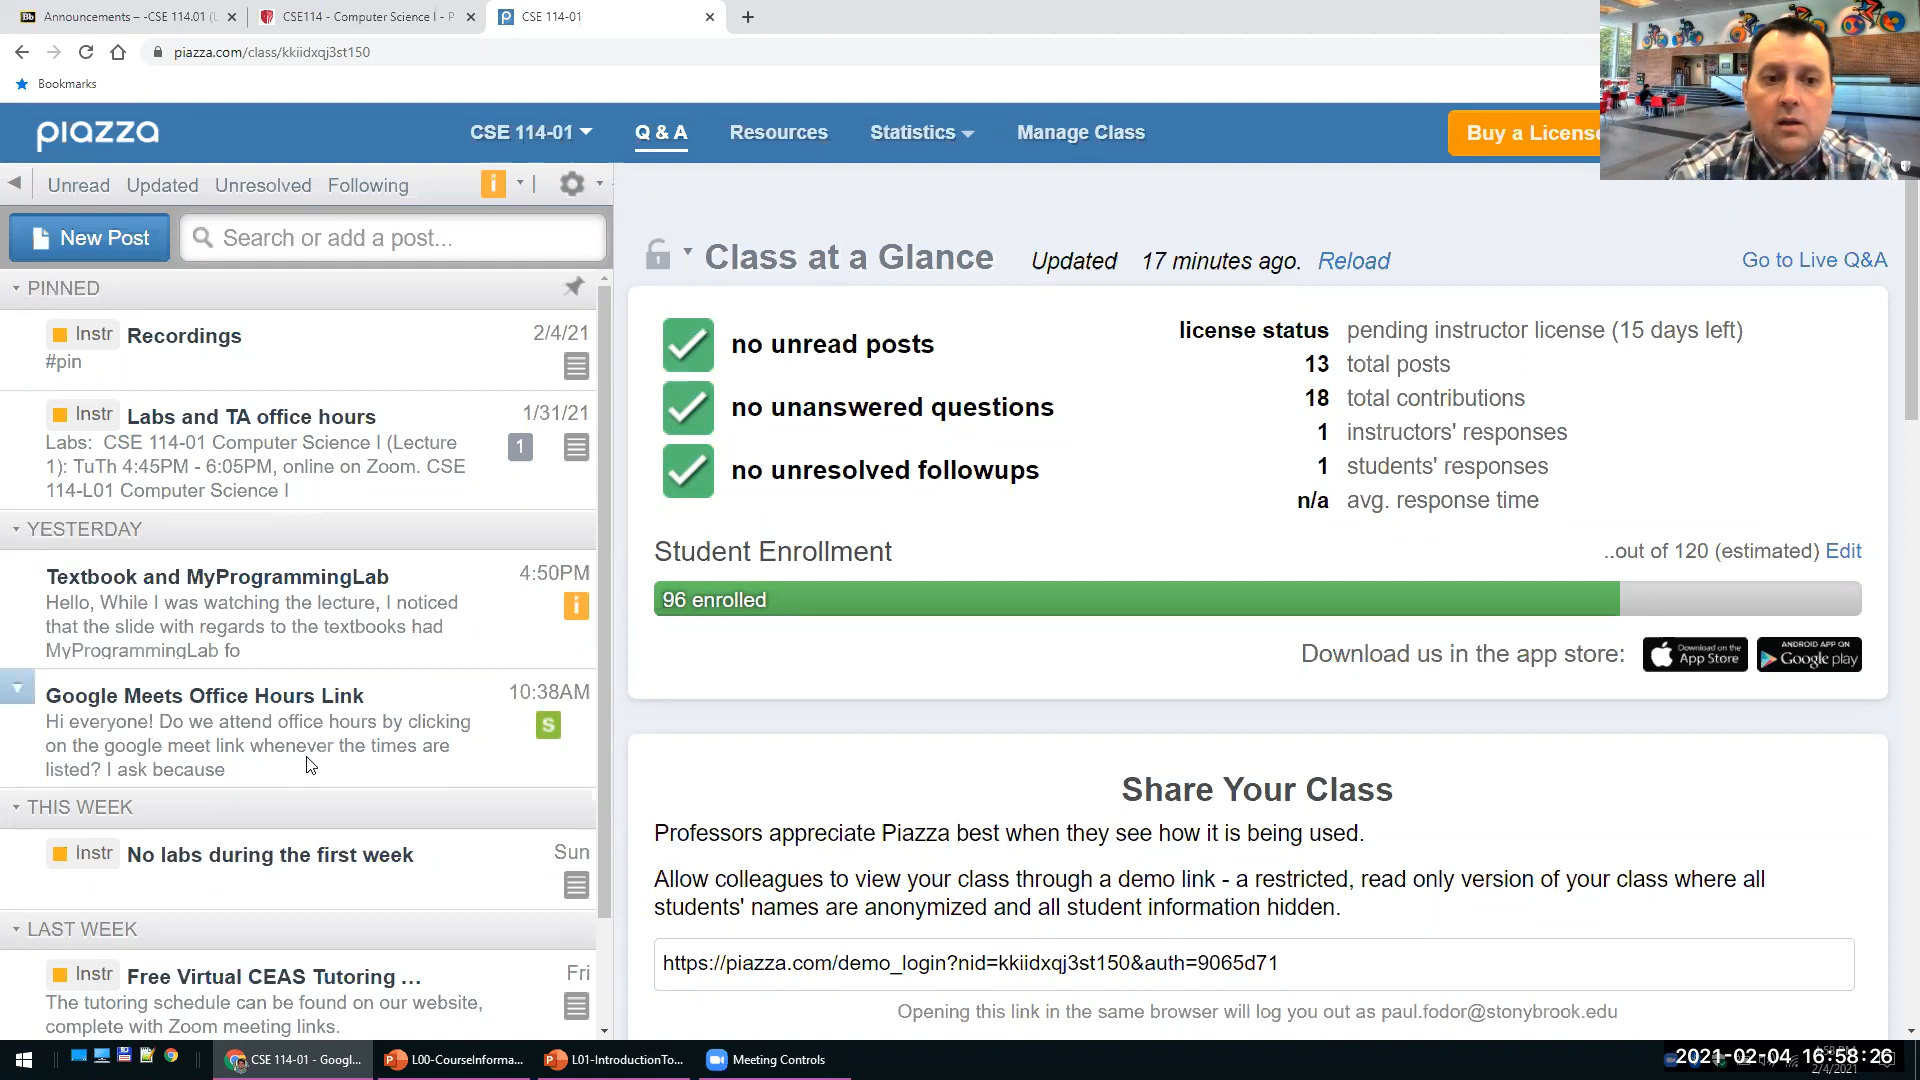 Announcements – -CSE 114.01 (
CSE114 - Computer Science I - P
CSE 114-01
piazza.com/class/kkiidxqj3st150
Bookmarks
piazza
CSE 114-01
Q & A
Resources
Statistics
Manage Class
Buy a License
Unread
Updated
Unresolved
Following
New Post
Search or add a post...
PINNED
Instr Recordings 2/4/21
#pin
Instr Labs and TA office hours 1/31/21
Labs: CSE 114-01 Computer Science I (Lecture
1): TuTh 4:45PM - 6:05PM, online on Zoom. CSE
114-L01 Computer Science I
1
YESTERDAY
Textbook and MyProgrammingLab 4:50PM
Hello, While I was watching the lecture, I noticed
that the slide with regards to the textbooks had
MyProgrammingLab fo
i
Google Meets Office Hours Link 10:38AM
Hi everyone! Do we attend office hours by clicking
on the google meet link whenever the times are
listed? I ask because
S
THIS WEEK
Instr No labs during the first week Sun
LAST WEEK
Instr Free Virtual CEAS Tutoring ... Fri
The tutoring schedule can be found on our website,
complete with Zoom meeting links.
Class at a Glance Updated 17 minutes ago. Reload
Go to Live Q&A
no unread posts
no unanswered questions
no unresolved followups
license status pending instructor license (15 days left)
13 total posts
18 total contributions
1 instructors' responses
1 students' responses
n/a avg. response time
Student Enrollment ..out of 120 (estimated) Edit
96 enrolled
Download us in the app store:
Download on the App Store
ANDROID APP ON Google play
Share Your Class
Professors appreciate Piazza best when they see how it is being used.
Allow colleagues to view your class through a demo link - a restricted, read only version of your class where all
students' names are anonymized and all student information hidden.
https://piazza.com/demo_login?nid=kkiidxqj3st150&auth=9065d71
Opening this link in the same browser will log you out as paul.fodor@stonybrook.edu
CSE 114-01 - Googl...
L00-CourseInforma...
L01-IntroductionTo...
Meeting Controls
2021-02-04 16:58:26
2/4/2021